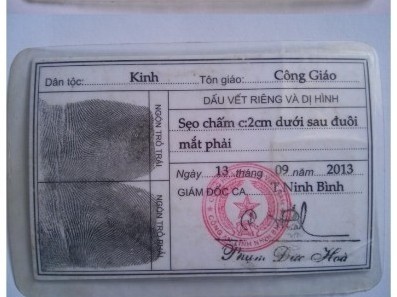 Dân tộc: Kinh Tôn giáo: Công Giáo
DẤU VẾT RIÊNG VÀ DỊ HÌNH
Sẹo chấm c:2cm dưới sau đuôi
mắt phải
Ngày 13 tháng 09 năm 2013
GIÁM ĐỐC CA T.Ninh Bình
NGÓN TRỎ TRÁI
NGÓN TRỎ PHẢI
Phạm Đức Hoà